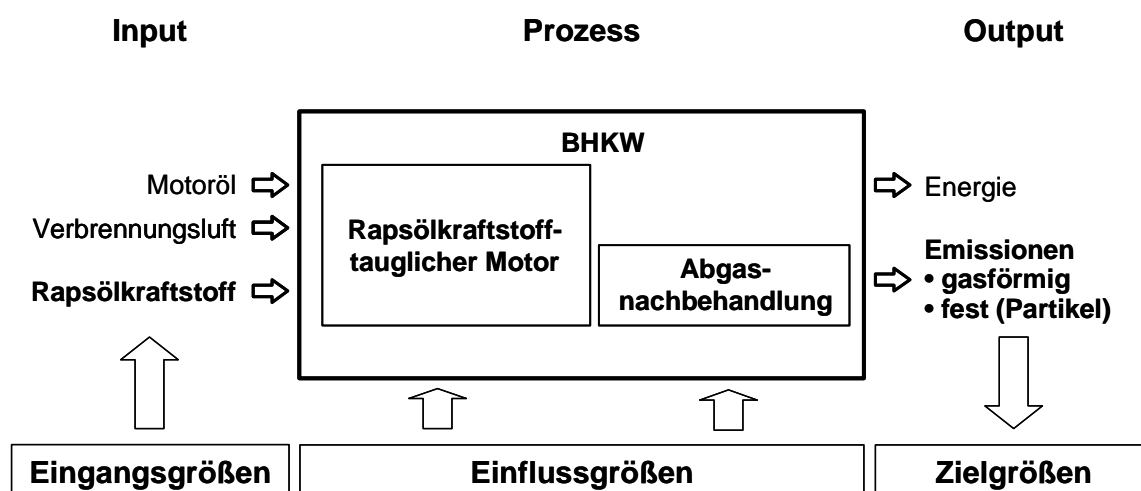 Input
Prozess
Output
BHKW
Motoröl
Verbrennungsluft
Rapsölkraftstoff
Rapsölkraftstoff-
tauglicher Motor
Abgas-
nachbehandlung
Energie
Emissionen
• gasförmig
• fest (Partikel)
Eingangsgrößen
Einflussgrößen
Zielgrößen